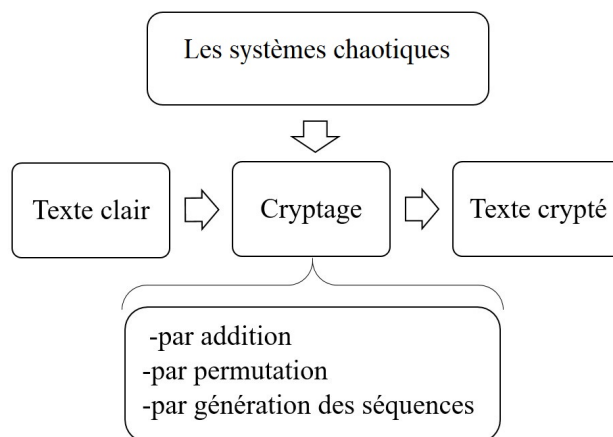 Les systèmes chaotiques
Texte clair
Cryptage
Texte crypté
-par addition
-par permutation
-par génération des séquences